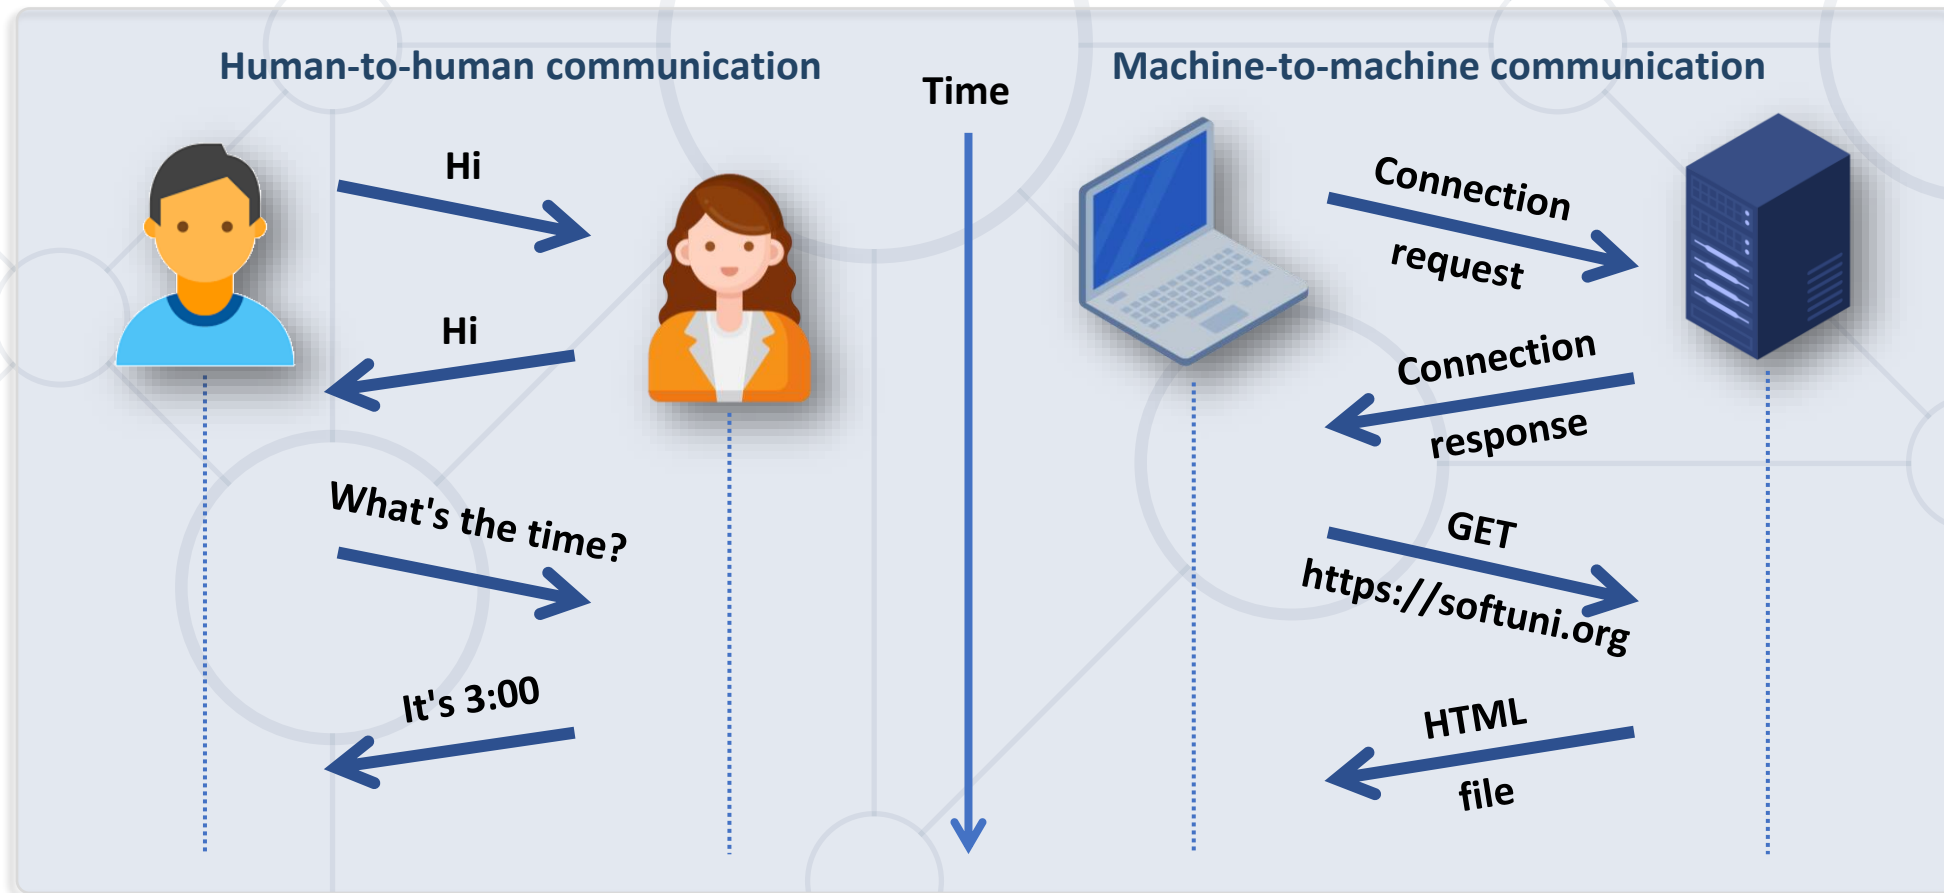 Human-to-human communication
Hi
Hi
What's the time?
It's 3:00
Time
Machine-to-machine communication
Connection
request
Connection
response
GET
https://softuni.org
HTML
file